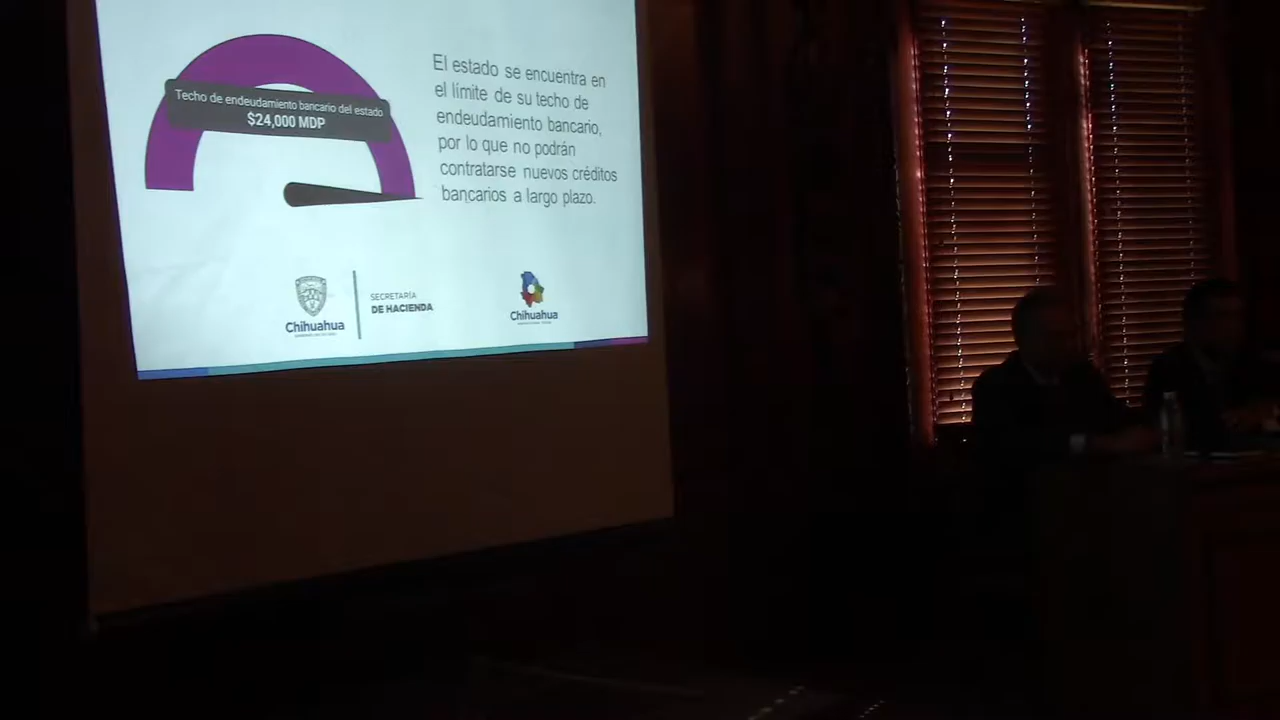 Techo de endeudamiento bancario del estado
$24,000 MDP
El estado se encuentra en
el límite de su techo de
endeudamiento bancario,
por lo que no podrán
contratarse nuevos créditos
bancarios a largo plazo.
Chihuahua
SECRETARÍA
DE HACIENDA
Chihuahua